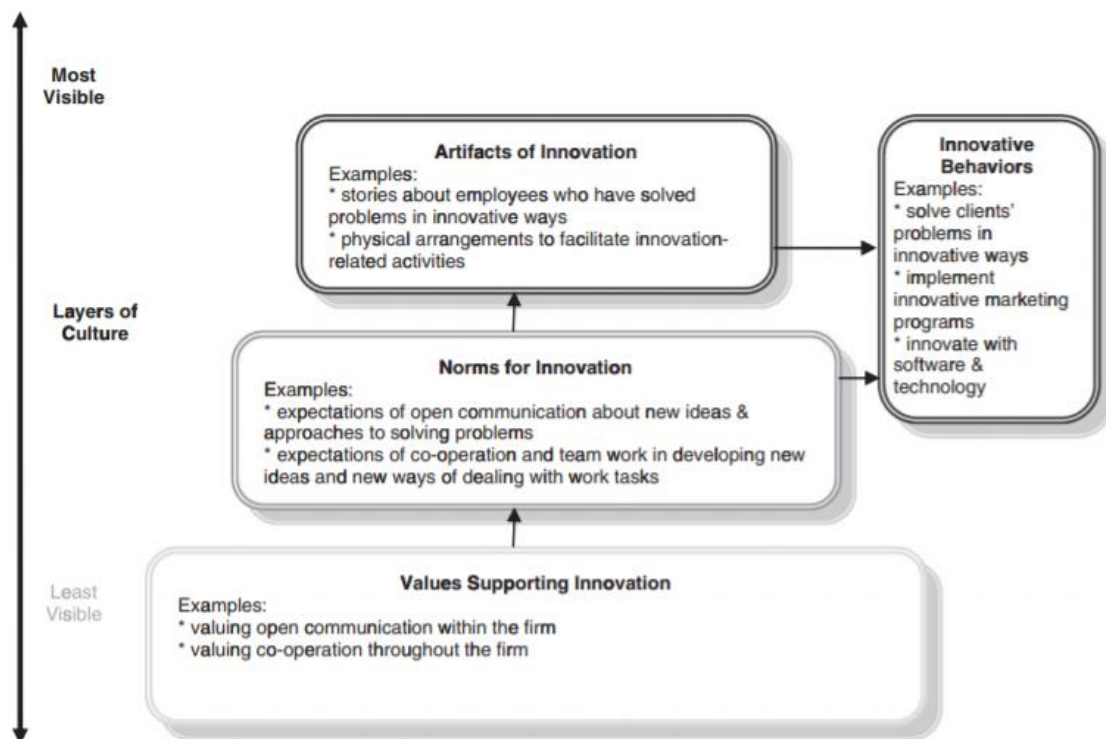 Most
Visible
Artifacts of Innovation
Examples:
* stories about employees who have solved
problems in innovative ways
* physical arrangements to facilitate innovation-
related activities
Innovative
Behaviors
Examples:
* solve clients'
problems in
innovative ways
* implement
innovative marketing
programs
* innovate with
software &
technology
Layers of
Culture
Norms for Innovation
Examples:
* expectations of open communication about new ideas &
approaches to solving problems
* expectations of co-operation and team work in developing new
ideas and new ways of dealing with work tasks
Least
Visible
Values Supporting Innovation
Examples:
* valuing open communication within the firm
* valuing co-operation throughout the firm